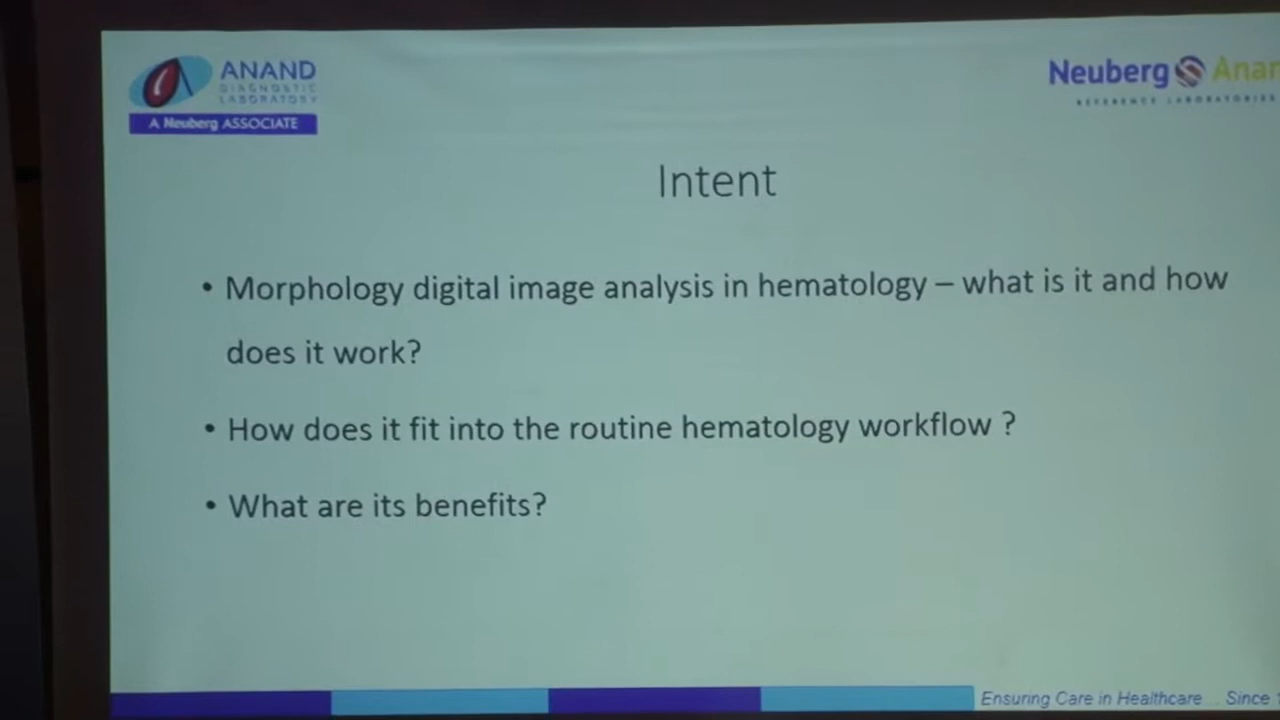 ANAND
DIAGNOSTIC
LABORATORY
A Neuberg ASSOCIATE
Neuberg Anan
REFERENCE LABORATORIES
Intent
• Morphology digital image analysis in hematology – what is it and how
does it work?
• How does it fit into the routine hematology workflow ?
• What are its benefits?
Ensuring Care in Healthcare... Since